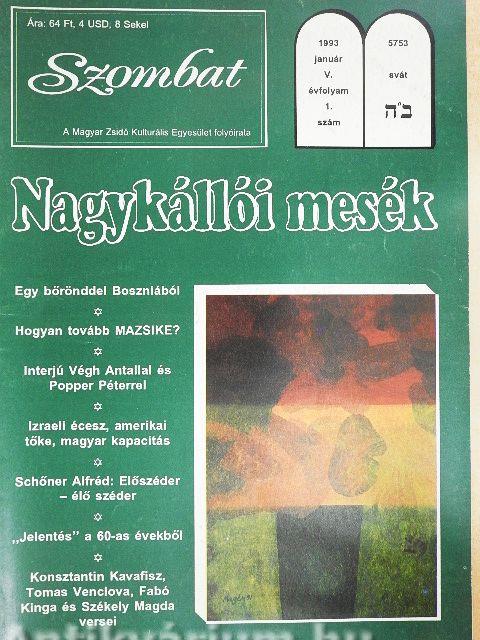 Ára: 64 Ft, 4 USD, 8 Sekel
Szombat
A Magyar Zsidó Kulturális Egyesület folyóirata
1993
január
V.
évfolyam
1.
szám
5753
svát
ב"ה
Nagykállói mesék
Egy bőrönddel Boszniából
Hogyan tovább MAZSIKE?
Interjú Végh Antallal és
Popper Péterrel
Izraeli écesz, amerikai
tőke, magyar kapacitás
Schőner Alfréd: Előszéder
– élő széder
„Jelentés” a 60-as évekből
Konsztantin Kavafisz,
Tomas Venclova, Fabó
Kinga és Székely Magda
versei